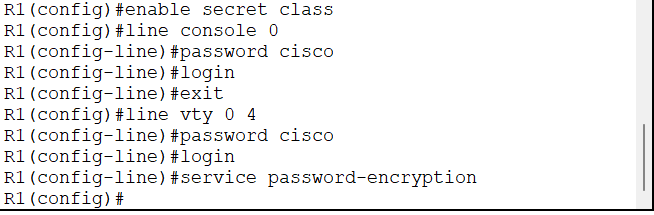 R1(config)#enable secret class
R1(config)#line console 0
R1(config-line)#password cisco
R1(config-line)#login
R1(config-line)#exit
R1(config)#line vty 0 4
R1(config-line)#password cisco
R1(config-line)#login
R1(config-line)#service password-encryption
R1(config)#